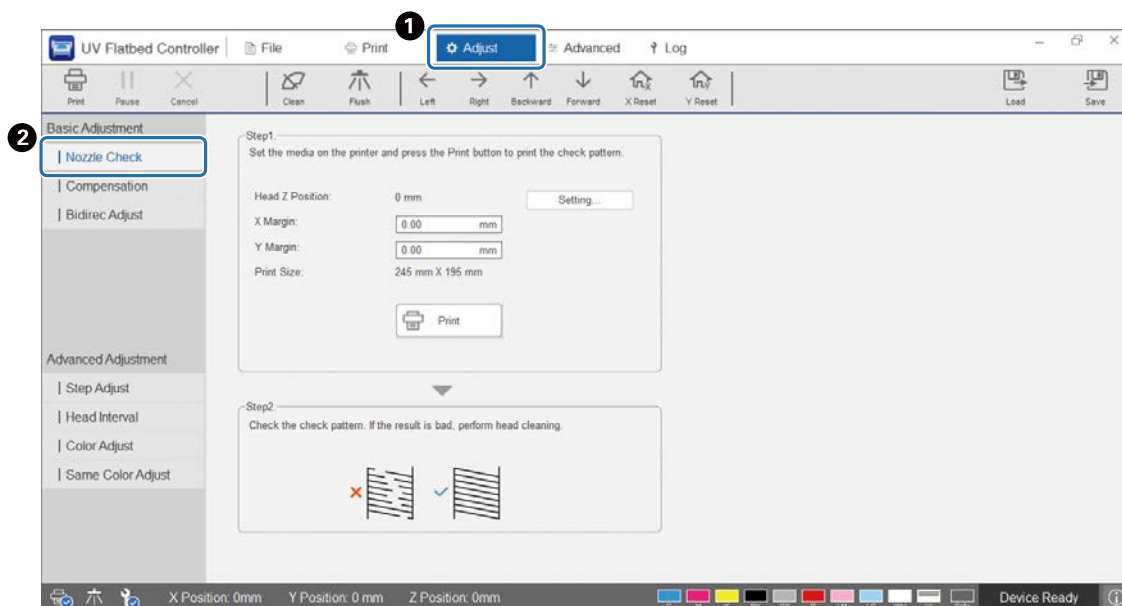 1
UV Flatbed Controller File Print Adjust Advanced Log
Print Pause Cancel Clean Flush Left Right Backward Forward X Reset Y Reset Load Save
Basic Adjustment
2
Nozzle Check
Compensation
Bidirec Adjust
Step1.
Set the media on the printer and press the Print button to print the check pattern.
Head Z Position: 0 mm Setting...
X Margin: 0.00 mm
Y Margin: 0.00 mm
Print Size: 245 mm X 195 mm
Print
Advanced Adjustment
Step Adjust
Head Interval
Color Adjust
Same Color Adjust
Step2.
Check the check pattern. If the result is bad, perform head cleaning.
X Position: 0mm Y Position: 0 mm Z Position: 0mm Device Ready